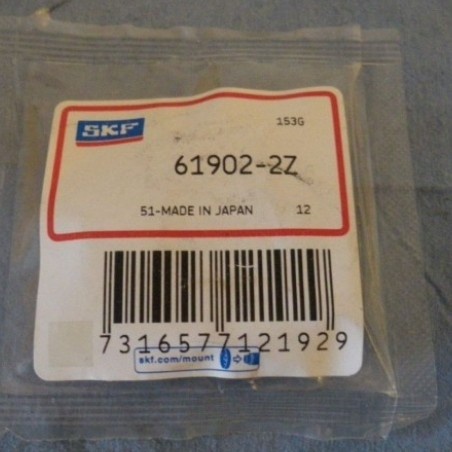 153G
SKF
61902-2Z
51-MADE IN JAPAN 12
7316577121929
skf.com/mount